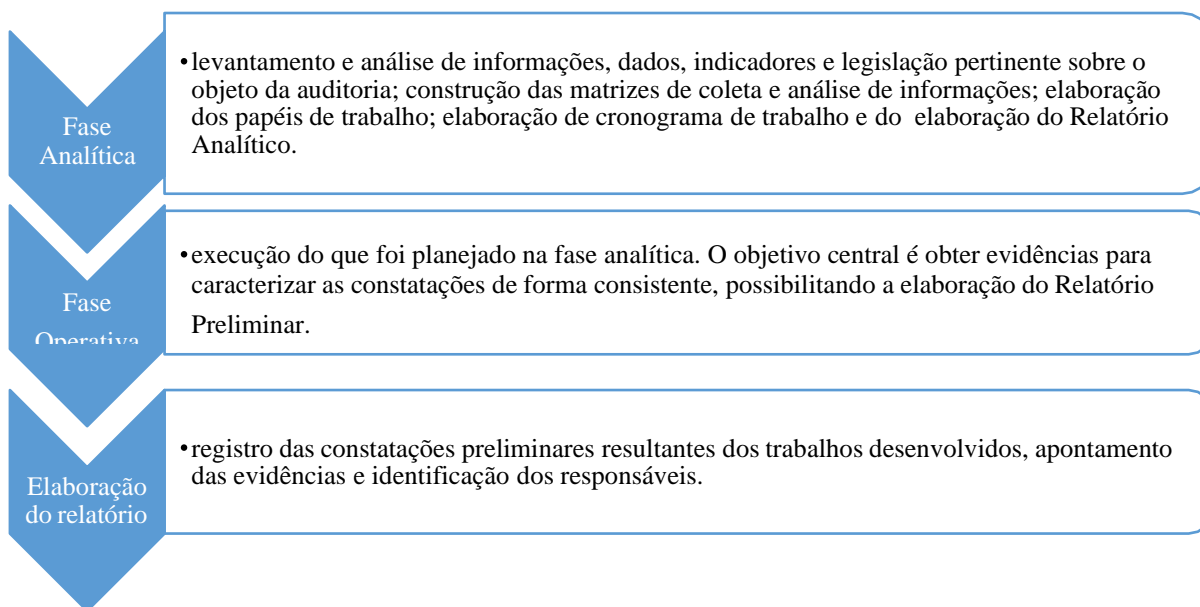 Fase
Analítica
•levantamento e análise de informações, dados, indicadores e legislação pertinente sobre o
objeto da auditoria; construção das matrizes de coleta e análise de informações; elaboração
dos papéis de trabalho; elaboração de cronograma de trabalho e do elaboração do Relatório
Analítico.
Fase
Operativa
•execução do que foi planejado na fase analítica. O objetivo central é obter evidências para
caracterizar as constatações de forma consistente, possibilitando a elaboração do Relatório
Preliminar.
Elaboração
do relatório
•registro das constatações preliminares resultantes dos trabalhos desenvolvidos, apontamento
das evidências e identificação dos responsáveis.